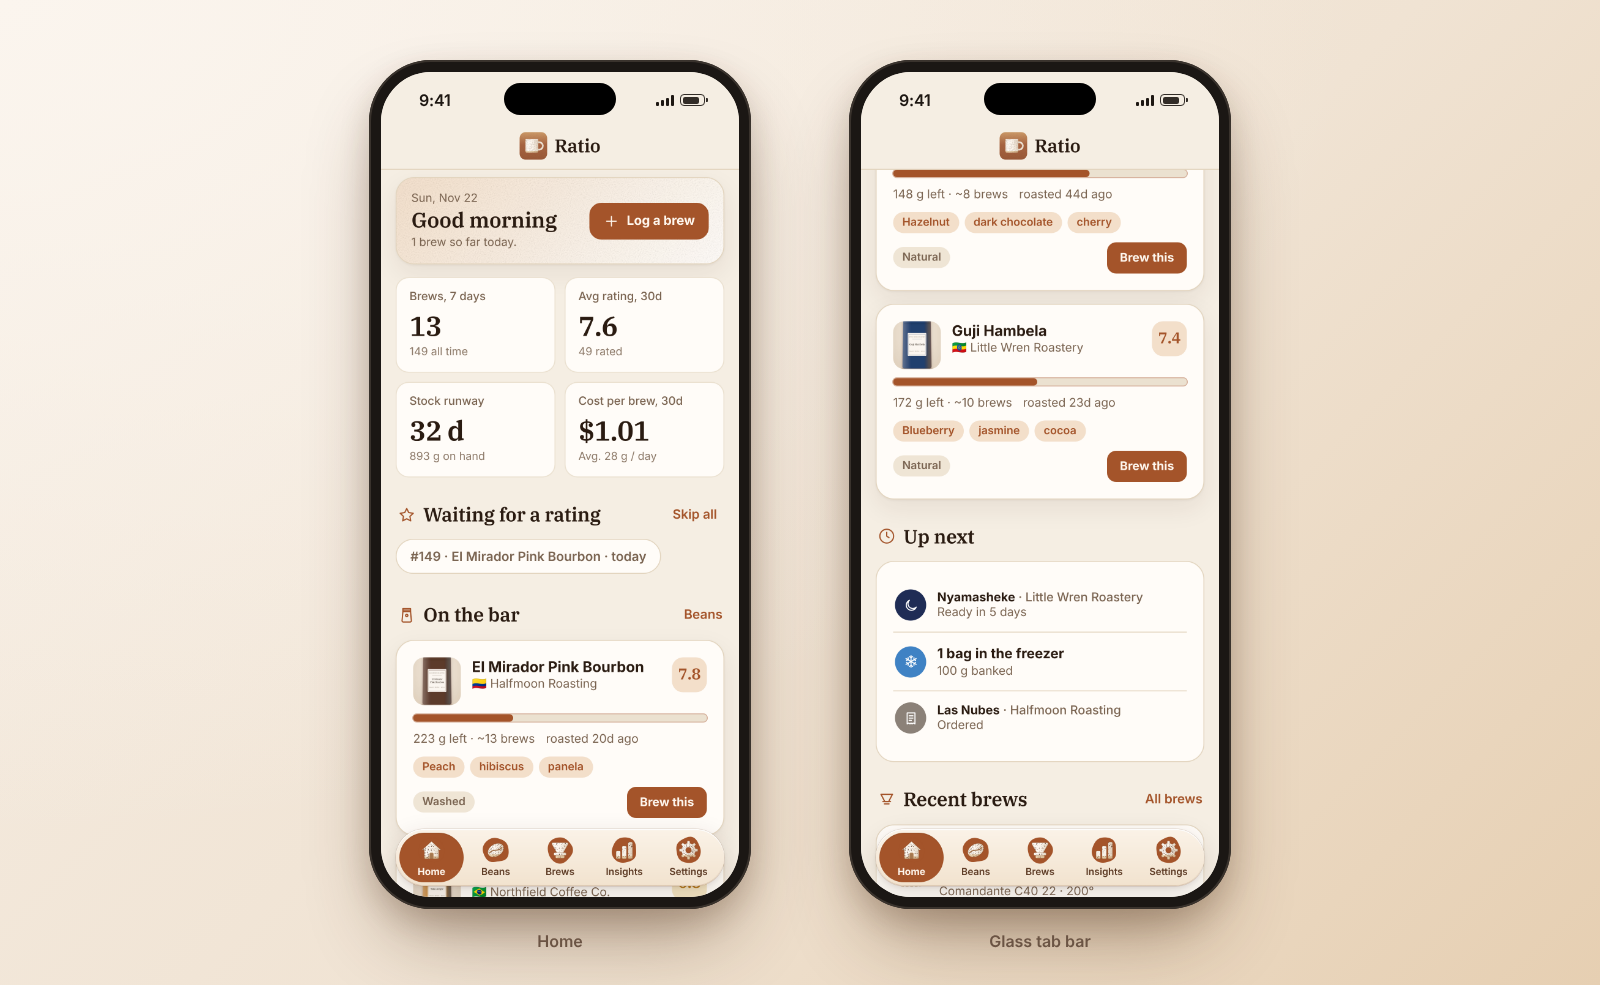 9:41
Ratio
Sun, Nov 22
Good morning
1 brew so far today.
Log a brew
Brews, 7 days
13
149 all time
Avg rating, 30d
7.6
49 rated
Stock runway
32 d
893 g on hand
Cost per brew, 30d
$1.01
Avg. 28 g / day
Waiting for a rating
Skip all
#149 · El Mirador Pink Bourbon · today
On the bar
Beans
El Mirador Pink Bourbon
7.8
Halfmoon Roasting
223 g left · ~13 brews roasted 20d ago
Peach hibiscus panela
Washed
Brew this
Home Beans Brews Insights Settings
Northfield Coffee Co.
Home
9:41
Ratio
148 g left · ~8 brews roasted 44d ago
Hazelnut dark chocolate cherry
Natural
Brew this
Guji Hambela
7.4
Little Wren Roastery
172 g left · ~10 brews roasted 23d ago
Blueberry jasmine cocoa
Natural
Brew this
Up next
Nyamasheke · Little Wren Roastery
Ready in 5 days
1 bag in the freezer
100 g banked
Las Nubes · Halfmoon Roasting
Ordered
Recent brews
All brews
Home Beans Brews Insights Settings
Comandante C40 22 · 200°
Glass tab bar